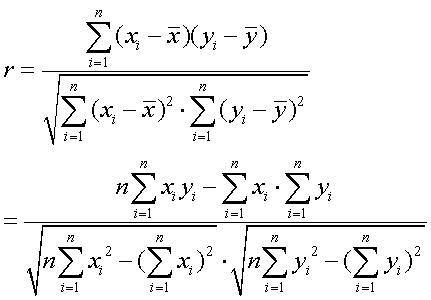 r = \frac{\sum_{i=1}^{n} (x_i - \overline{x})(y_i - \overline{y})}{\sqrt{\sum_{i=1}^{n} (x_i - \overline{x})^2 \cdot \sum_{i=1}^{n} (y_i - \overline{y})^2}}
= \frac{n\sum_{i=1}^{n} x_i y_i - \sum_{i=1}^{n} x_i \cdot \sum_{i=1}^{n} y_i}{\sqrt{n\sum_{i=1}^{n} x_i^2 - (\sum_{i=1}^{n} x_i)^2} \cdot \sqrt{n\sum_{i=1}^{n} y_i^2 - (\sum_{i=1}^{n} y_i)^2}}